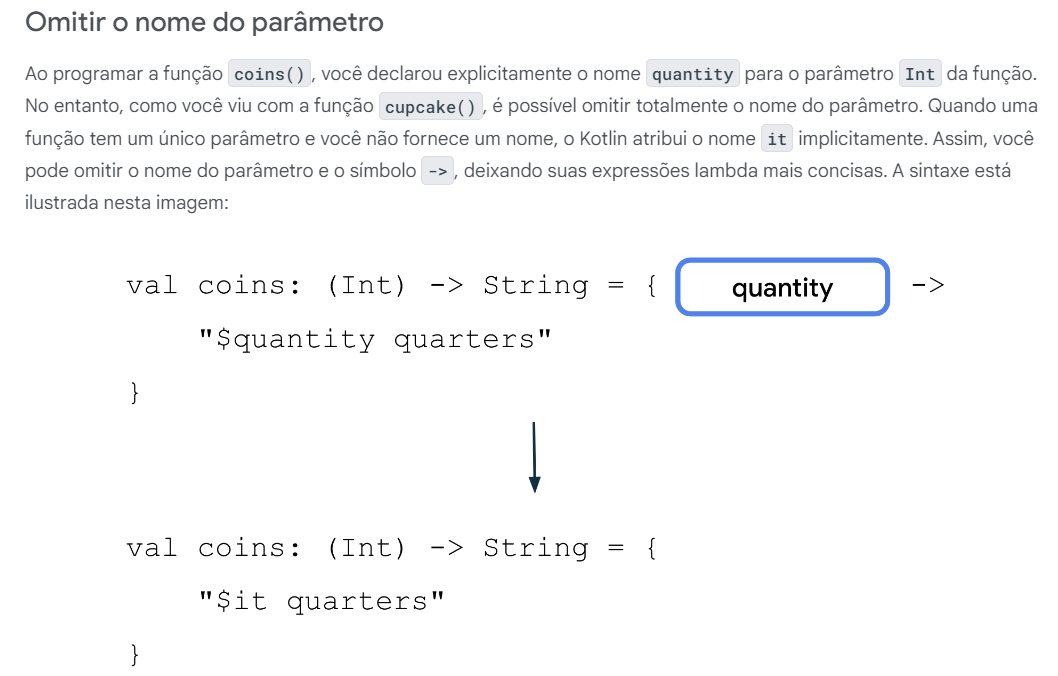 Omitir o nome do parâmetro
Ao programar a função coins(), você declarou explicitamente o nome quantity para o parâmetro Int da função.
No entanto, como você viu com a função cupcake(), é possível omitir totalmente o nome do parâmetro. Quando uma
função tem um único parâmetro e você não fornece um nome, o Kotlin atribui o nome it implicitamente. Assim, você
pode omitir o nome do parâmetro e o símbolo ->, deixando suas expressões lambda mais concisas. A sintaxe está
ilustrada nesta imagem:
val coins: (Int) -> String = { quantity ->
"$quantity quarters"
}
val coins: (Int) -> String = {
"$it quarters"
}